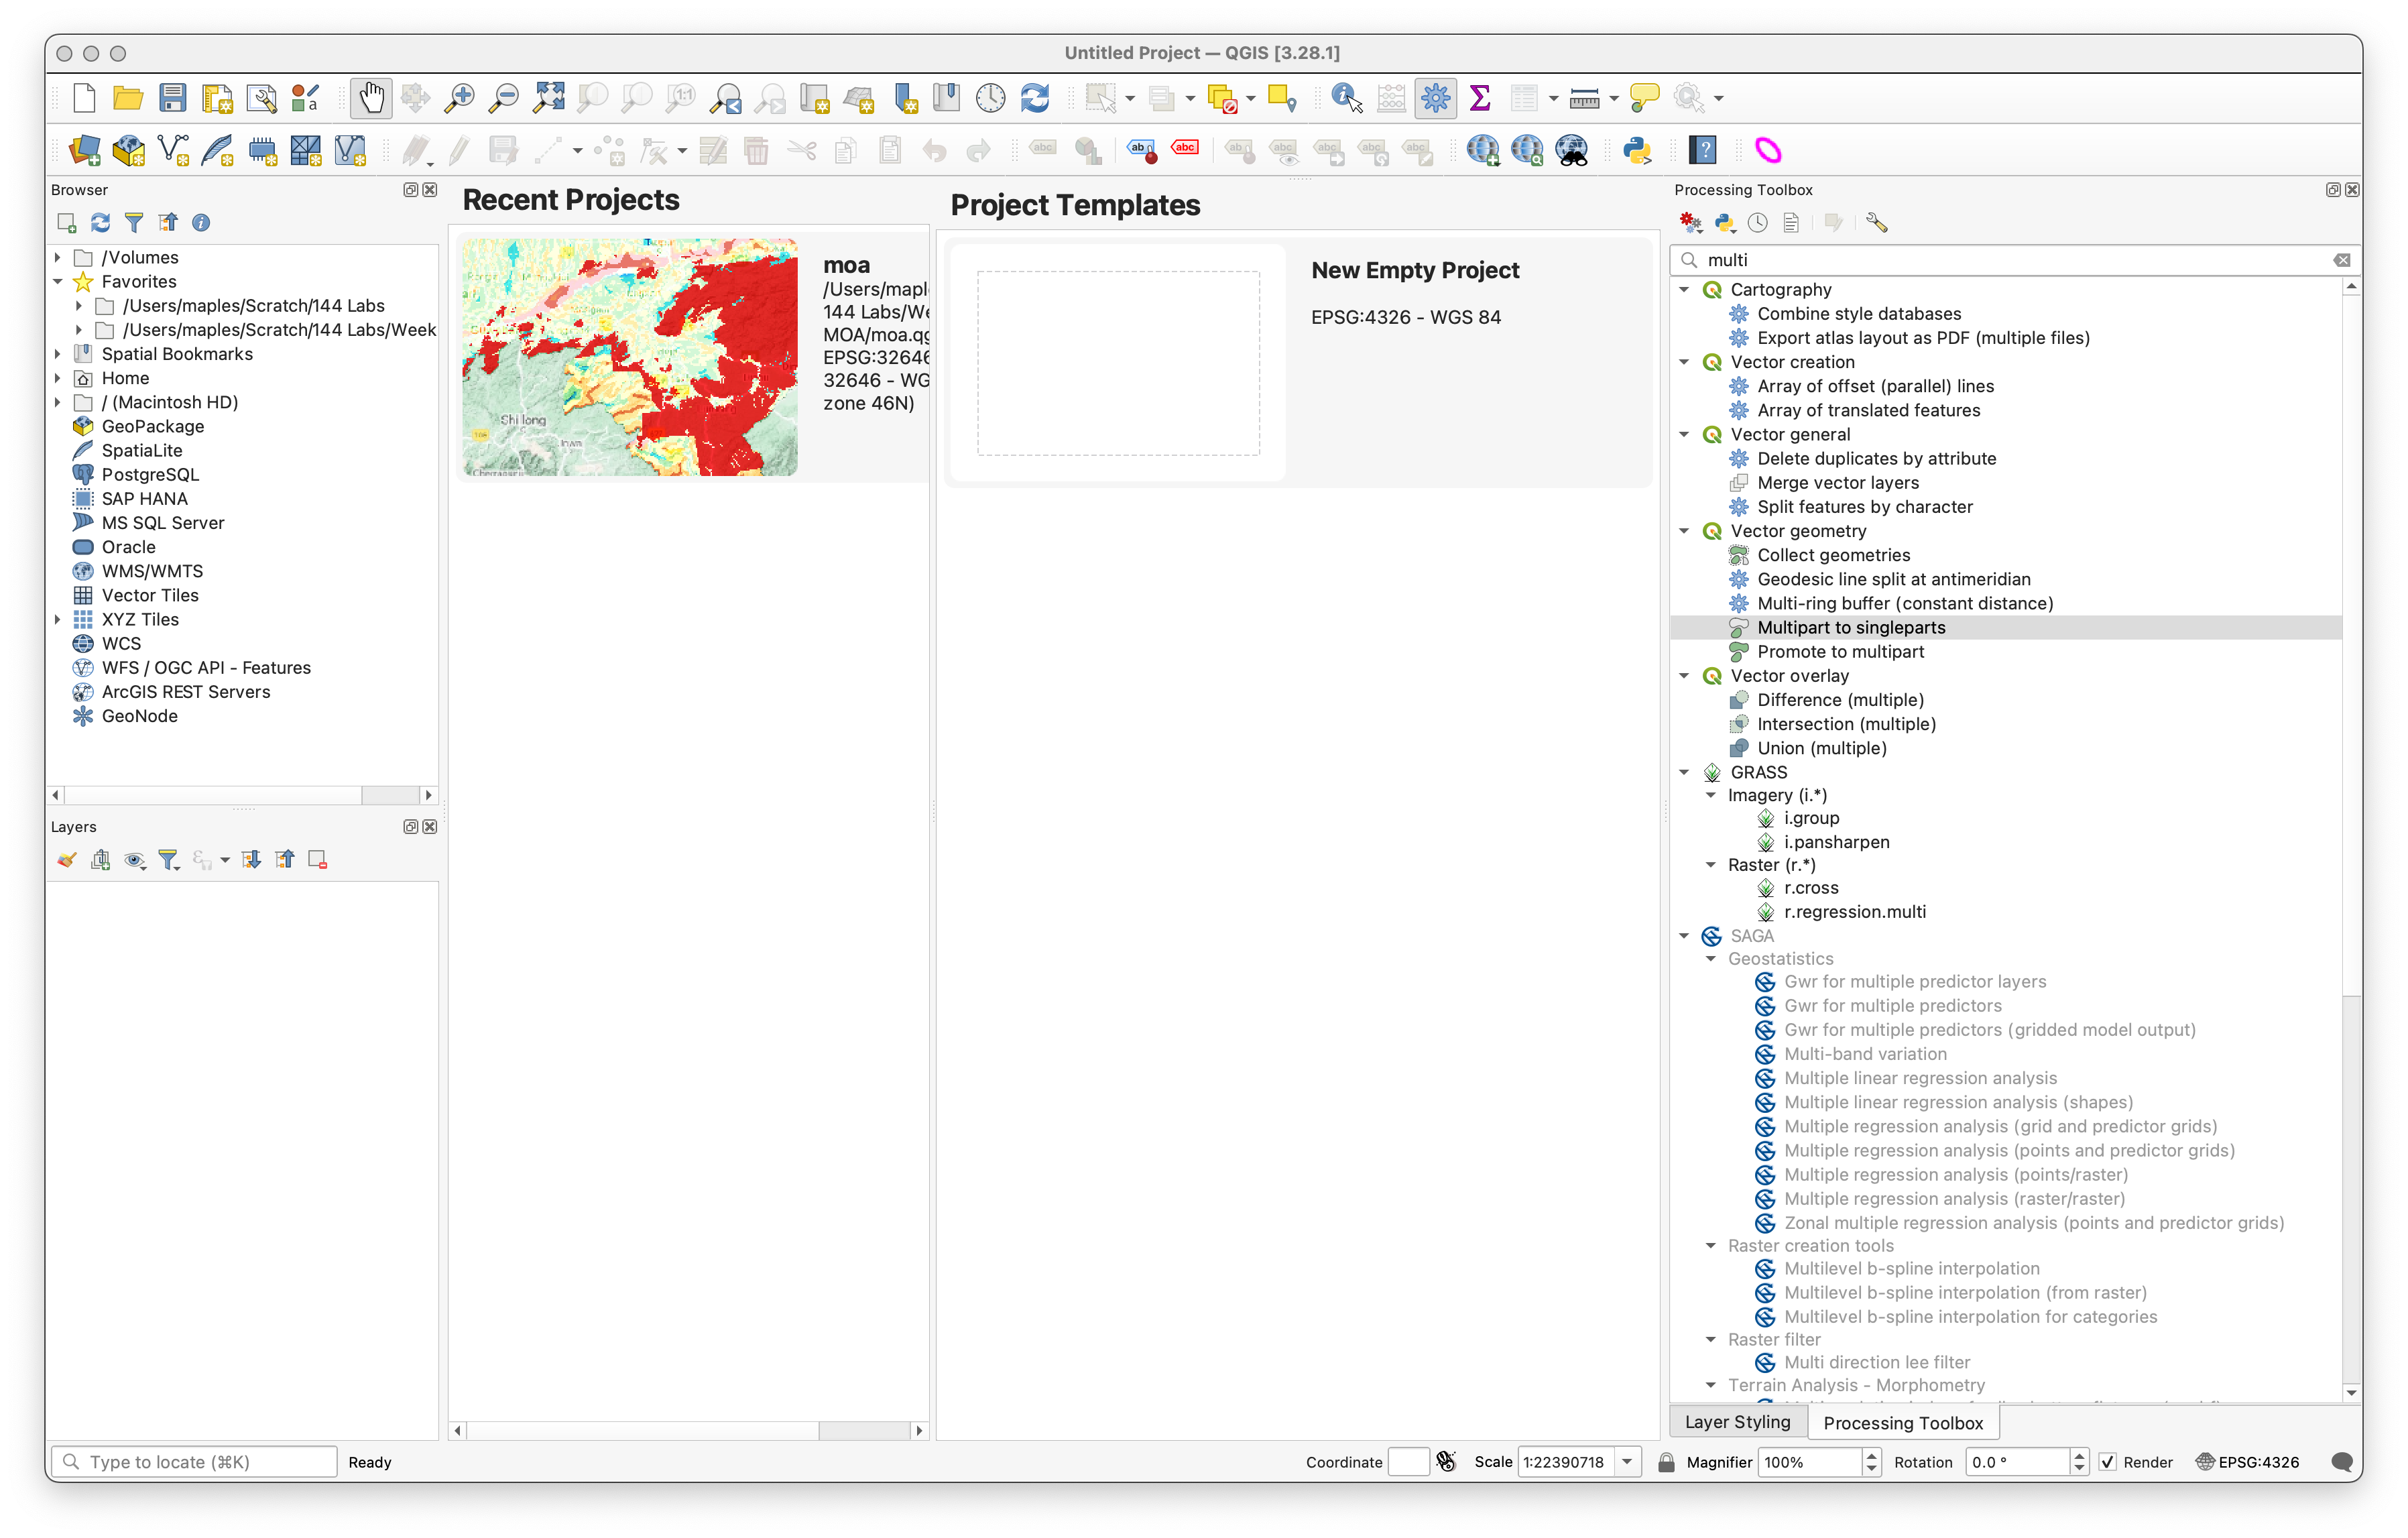 Untitled Project — QGIS [3.28.1]
Browser
/Volumes
Favorites
/Users/maples/Scratch/144 Labs
/Users/maples/Scratch/144 Labs/Week
Spatial Bookmarks
Home
/ (Macintosh HD)
GeoPackage
SpatiaLite
PostgreSQL
SAP HANA
MS SQL Server
Oracle
WMS/WMTS
Vector Tiles
XYZ Tiles
WCS
WFS / OGC API - Features
ArcGIS REST Servers
GeoNode
Layers
Recent Projects
Shillong
moa
/Users/mapl
144 Labs/We
MOA/moa.qg
EPSG:32646
32646 - WG
zone 46N)
Project Templates
New Empty Project
EPSG:4326 - WGS 84
Processing Toolbox
multi
Cartography
Combine style databases
Export atlas layout as PDF (multiple files)
Vector creation
Array of offset (parallel) lines
Array of translated features
Vector general
Delete duplicates by attribute
Merge vector layers
Split features by character
Vector geometry
Collect geometries
Geodesic line split at antimeridian
Multi-ring buffer (constant distance)
Multipart to singleparts
Promote to multipart
Vector overlay
Difference (multiple)
Intersection (multiple)
Union (multiple)
GRASS
Imagery (i.*)
i.group
i.pansharpen
Raster (r.*)
r.cross
r.regression.multi
SAGA
Geostatistics
Gwr for multiple predictor layers
Gwr for multiple predictors
Gwr for multiple predictors (gridded model output)
Multi-band variation
Multiple linear regression analysis
Multiple linear regression analysis (shapes)
Multiple regression analysis (grid and predictor grids)
Multiple regression analysis (points and predictor grids)
Multiple regression analysis (points/raster)
Multiple regression analysis (raster/raster)
Zonal multiple regression analysis (points and predictor grids)
Raster creation tools
Multilevel b-spline interpolation
Multilevel b-spline interpolation (from raster)
Multilevel b-spline interpolation for categories
Raster filter
Multi direction lee filter
Terrain Analysis - Morphometry
Layer Styling
Processing Toolbox
Type to locate (⌘K)
Ready
Coordinate
Scale
1:22390718
Magnifier
100%
Rotation
0.0 °
Render
EPSG:4326